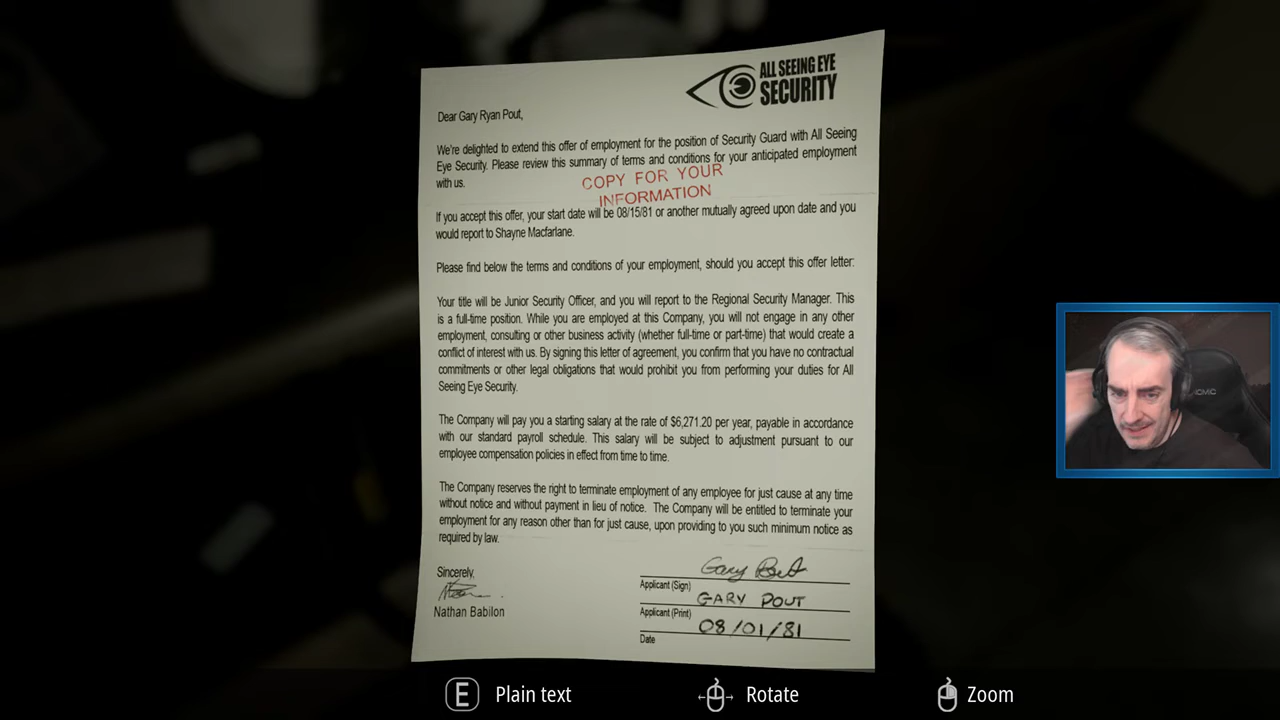 ALL SEEING EYE
SECURITY
Dear Gary Ryan Pout,
We're delighted to extend this offer of employment for the position of Security Guard with All Seeing
Eye Security. Please review this summary of terms and conditions for your anticipated employment
with us.
COPY FOR YOUR
INFORMATION
If you accept this offer, your start date will be 08/15/81 or another mutually agreed upon date and you
would report to Shayne Macfarlane.
Please find below the terms and conditions of your employment, should you accept this offer letter:
Your title will be Junior Security Officer, and you will report to the Regional Security Manager. This
is a full-time position. While you are employed at this Company, you will not engage in any other
employment, consulting or other business activity (whether full-time or part-time) that would create a
conflict of interest with us. By signing this letter of agreement, you confirm that you have no contractual
commitments or other legal obligations that would prohibit you from performing your duties for All
Seeing Eye Security.
The Company will pay you a starting salary at the rate of $6,271.20 per year, payable in accordance
with our standard payroll schedule. This salary will be subject to adjustment pursuant to our
employee compensation policies in effect from time to time.
The Company reserves the right to terminate employment of any employee for just cause at any time
without notice and without payment in lieu of notice. The Company will be entitled to terminate your
employment for any reason other than for just cause, upon providing to you such minimum notice as
required by law.
Sincerely,
Nathan Babilon
Gary Pout
Applicant (Sign)
GARY POUT
Applicant (Print)
08/01/81
Date
E Plain text
Rotate
Zoom